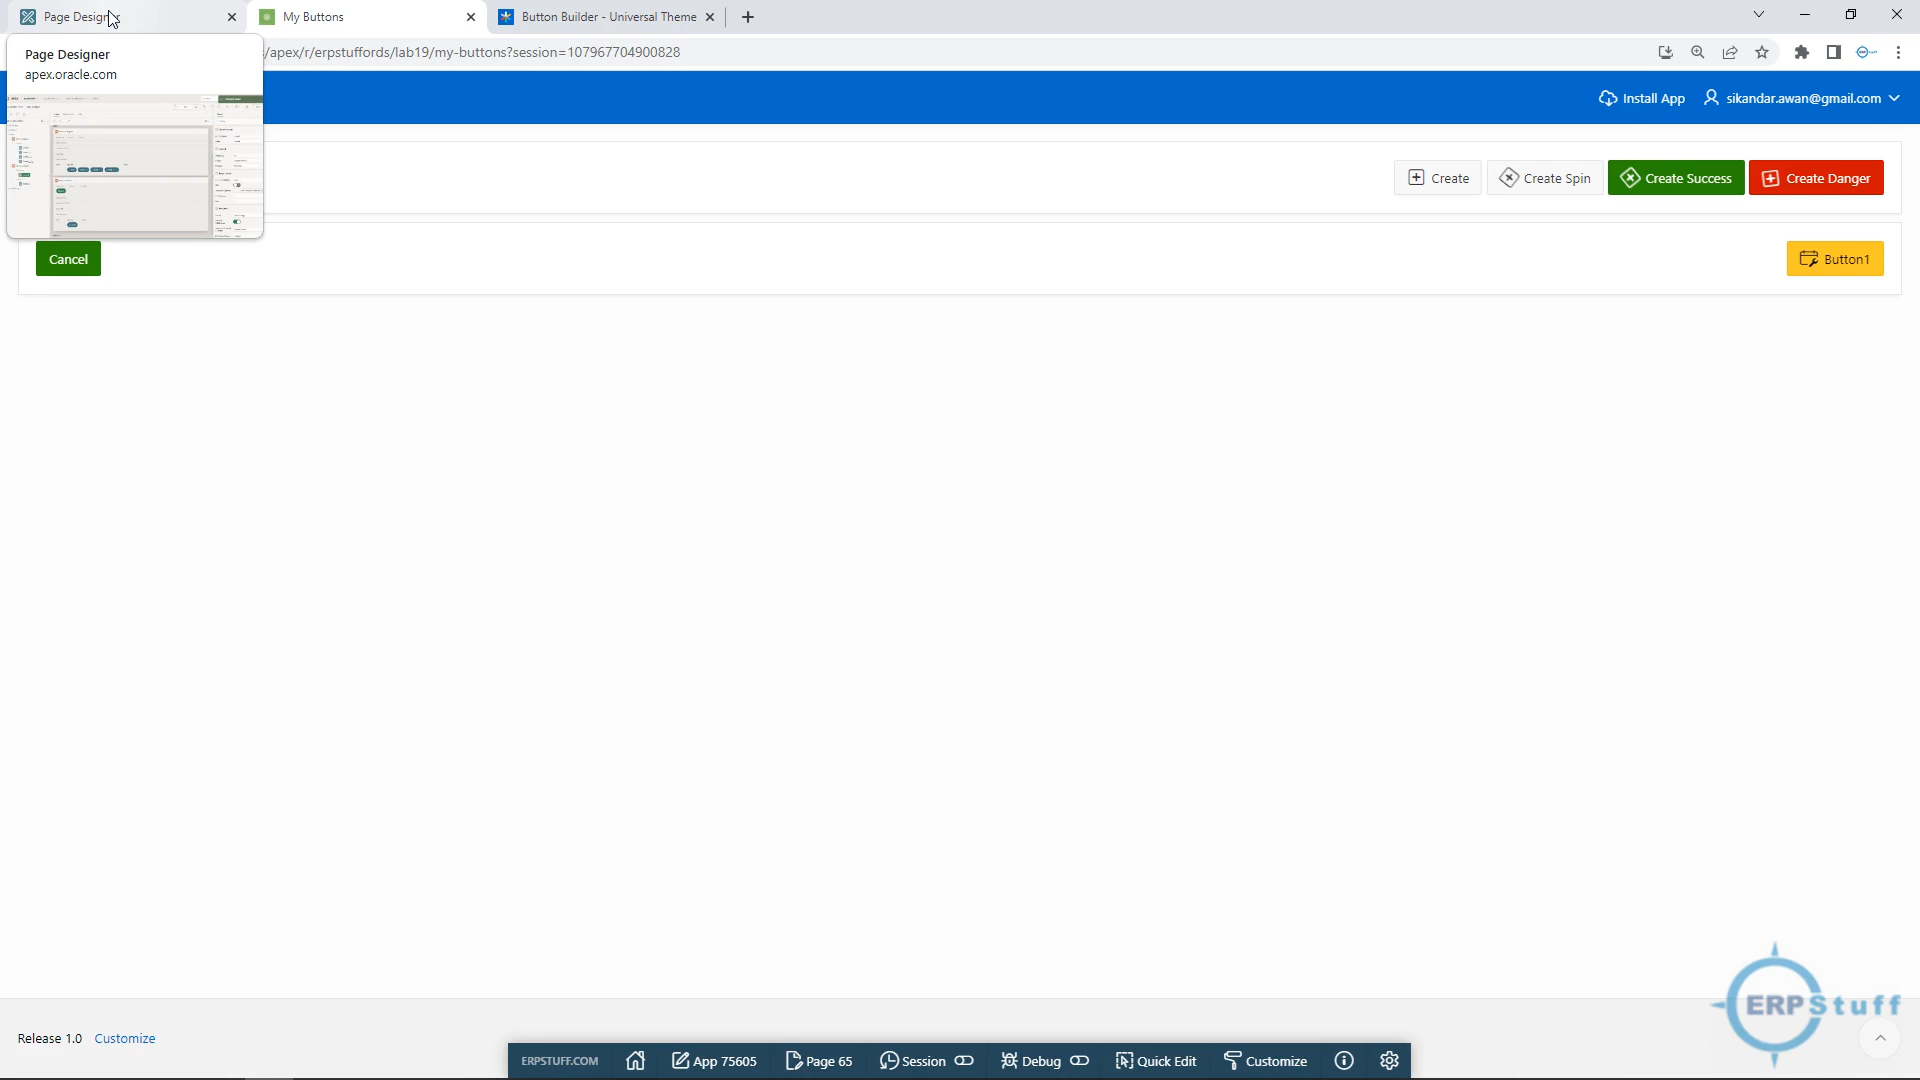 Page Designer
My Buttons
Button Builder - Universal Theme
/apex/r/erpstuffords/lab19/my-buttons?session=107967704900828
Page Designer
apex.oracle.com
Install App
sikandar.awan@gmail.com
Create
Create Spin
Create Success
Create Danger
Cancel
Button1
ERPStuff
Release 1.0 Customize
ERPSTUFF.COM
App 75605
Page 65
Session
Debug
Quick Edit
Customize